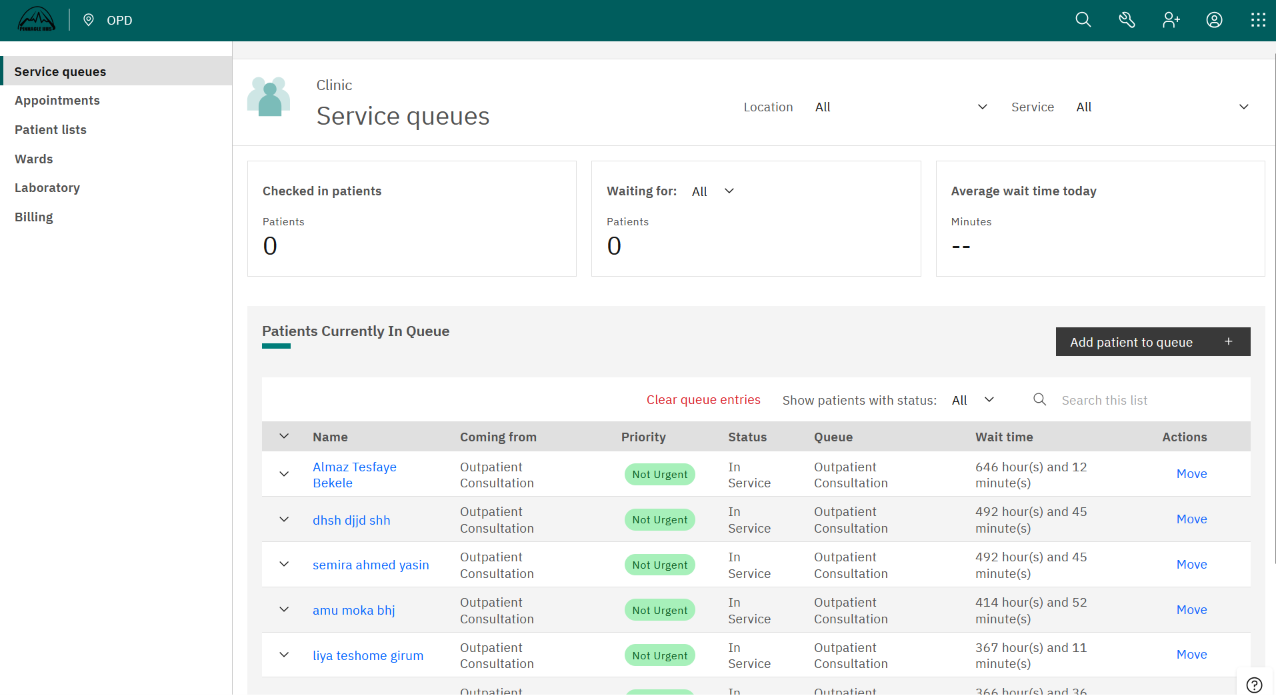 OPD
Service queues
Appointments
Patient lists
Wards
Laboratory
Billing
Clinic
Service queues
Location All
Service All
Checked in patients
Patients
0
Waiting for: All
Patients
0
Average wait time today
Minutes
--
Patients Currently In Queue
Add patient to queue +
Clear queue entries Show patients with status: All Search this list
Name Coming from Priority Status Queue Wait time Actions
Almaz Tesfaye Bekele Outpatient Consultation Not Urgent In Service Outpatient Consultation 646 hour(s) and 12 minute(s) Move
dhsh djjd shh Outpatient Consultation Not Urgent In Service Outpatient Consultation 492 hour(s) and 45 minute(s) Move
semira ahmed yasin Outpatient Consultation Not Urgent In Service Outpatient Consultation 492 hour(s) and 45 minute(s) Move
amu moka bhj Outpatient Consultation Not Urgent In Service Outpatient Consultation 414 hour(s) and 52 minute(s) Move
liya teshome girum Outpatient Consultation Not Urgent In Service Outpatient Consultation 367 hour(s) and 11 minute(s) Move
Outpatient In Outpatient 366 hour(s) and 36